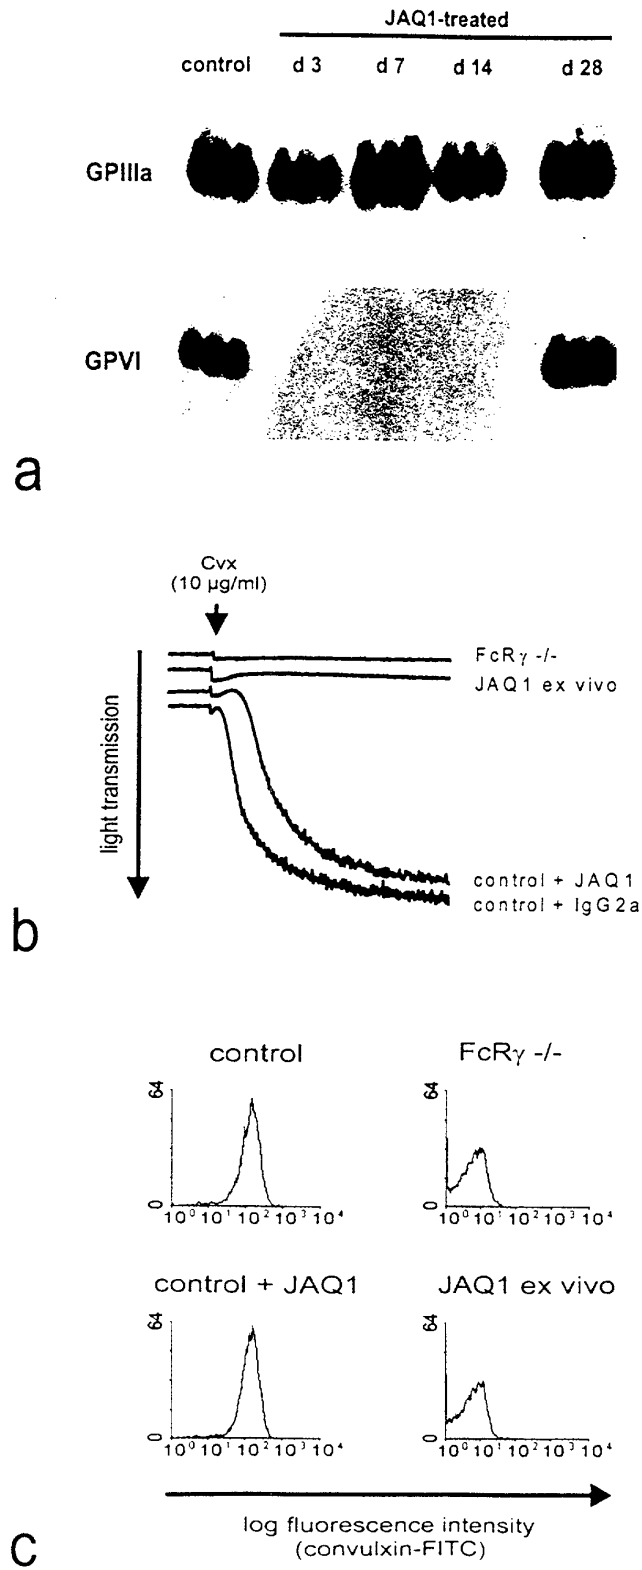 JAQ1-treated
control d 3 d 7 d 14 d 28
GPIIIa
GPVI
a
Cvx
(10 µg/ml)
FcRγ -/-
JAQ1 ex vivo
light transmission
control + JAQ1
control + IgG2a
b
control FcRγ -/-
64 64
0 0
10⁰ 10¹ 10² 10³ 10⁴ 10⁰ 10¹ 10² 10³ 10⁴
control + JAQ1 JAQ1 ex vivo
64 64
0 0
10⁰ 10¹ 10² 10³ 10⁴ 10⁰ 10¹ 10² 10³ 10⁴
log fluorescence intensity
(convulxin-FITC)
c